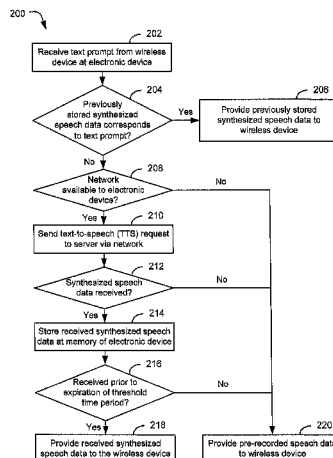 200
202
Receive text prompt from wireless
device at electronic device
204
Previously
stored synthesized
speech data corresponds
to text prompt?
Yes
206
Provide previously stored
synthesized speech data to
wireless device
No
208
Network
available to electronic
device?
No
Yes
210
Send text-to-speech (TTS) request
to server via network
212
Synthesized speech
data received?
No
Yes
214
Store received synthesized speech
data at memory of electronic device
216
Received prior to
expiration of threshold
time period?
No
Yes
218
Provide received synthesized
speech data to the wireless device
220
Provide pre-recorded speech data
to wireless device